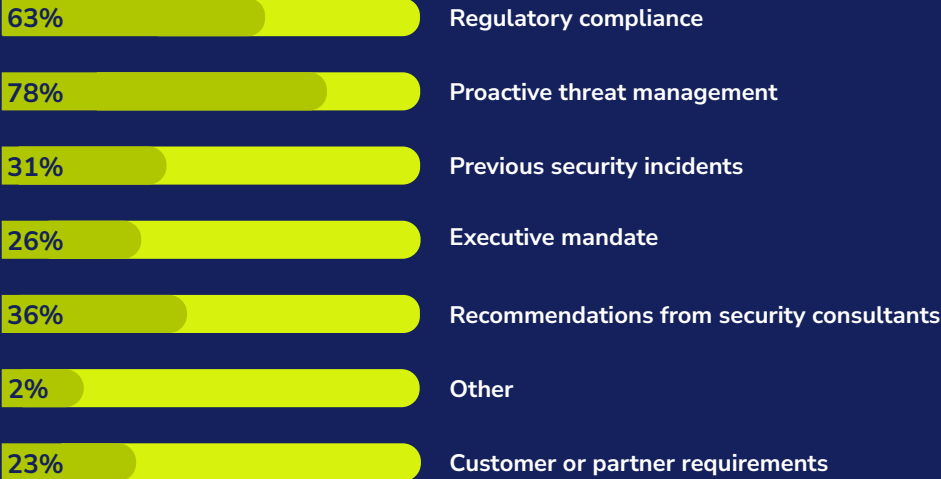 63% Regulatory compliance
78% Proactive threat management
31% Previous security incidents
26% Executive mandate
36% Recommendations from security consultants
2% Other
23% Customer or partner requirements